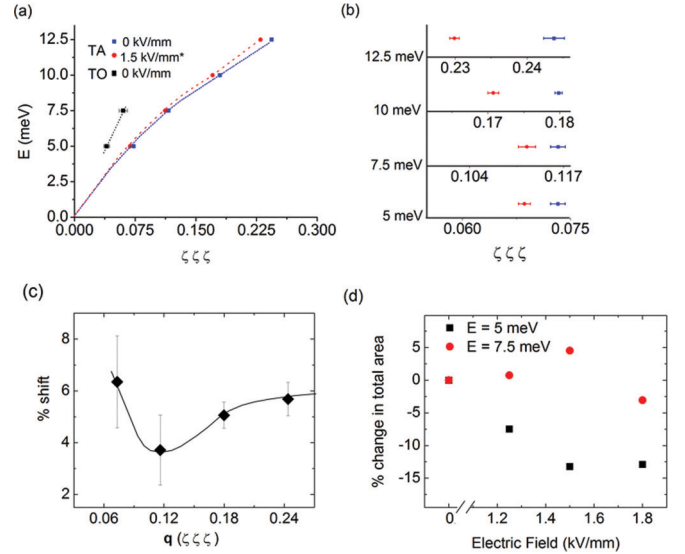 (a)
E (meV)
12.5
10.0
7.5
5.0
2.5
0.0
TA
0 kV/mm
1.5 kV/mm*
TO
0 kV/mm
0.000 0.075 0.150 0.225 0.300
ζ ζ ζ
(b)
12.5 meV
0.23 0.24
10 meV
0.17 0.18
7.5 meV
0.104 0.117
5 meV
0.060 0.075
ζ ζ ζ
(c)
% shift
8
6
4
2
0.06 0.12 0.18 0.24
q (ζζζ)
(d)
% change in total area
E = 5 meV
E = 7.5 meV
5
0
-5
-10
-15
0 1.2 1.4 1.6 1.8
Electric Field (kV/mm)